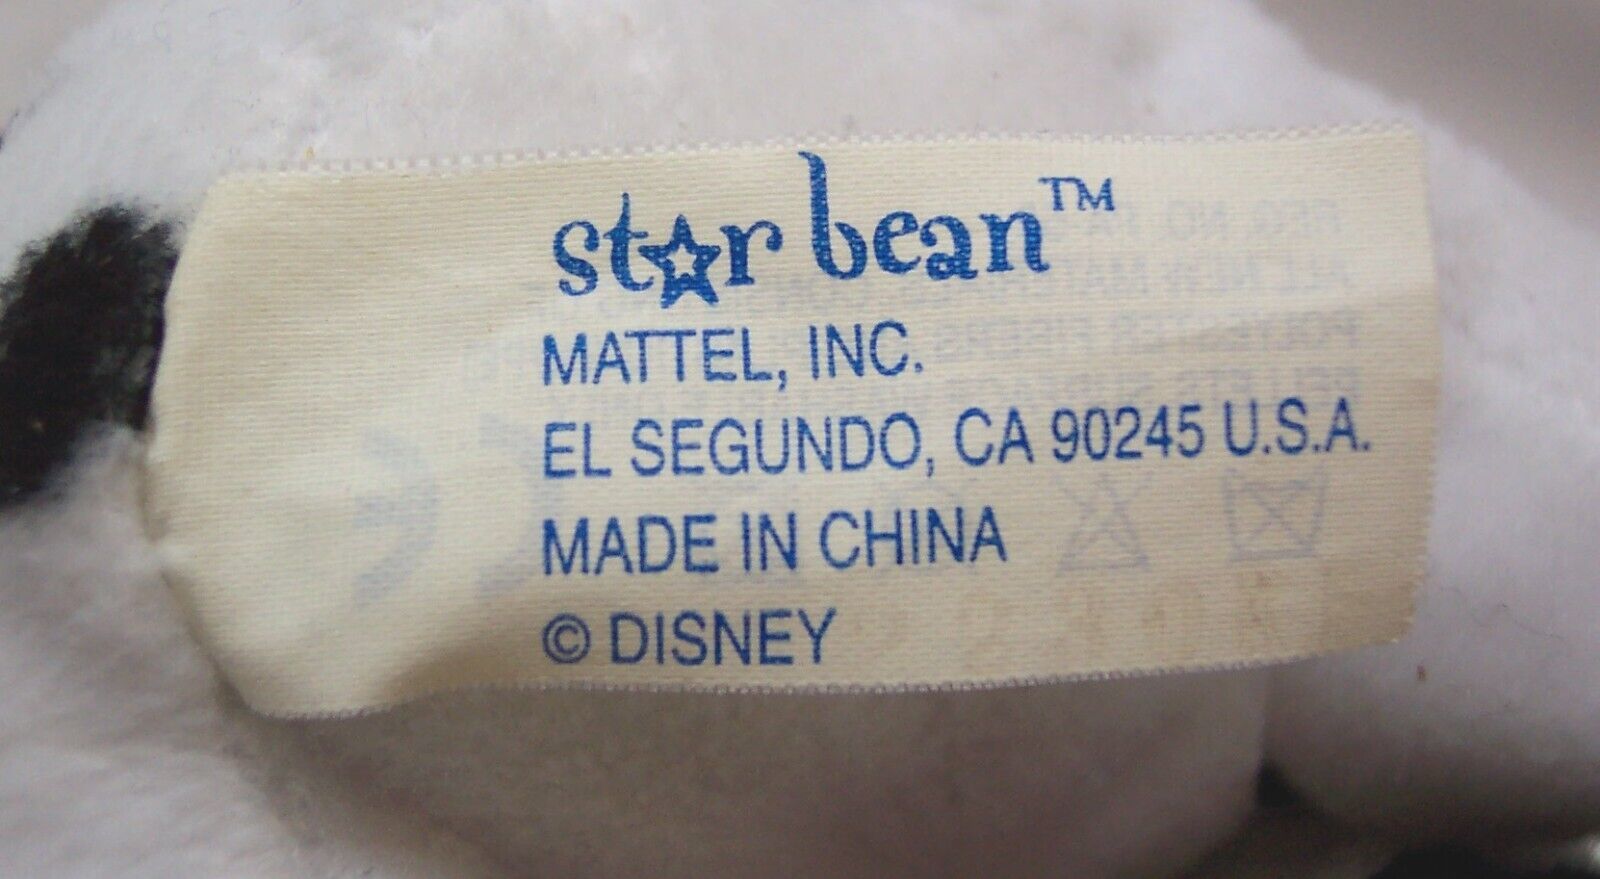 star bean™
MATTEL, INC.
EL SEGUNDO, CA 90245 U.S.A.
MADE IN CHINA
© DISNEY